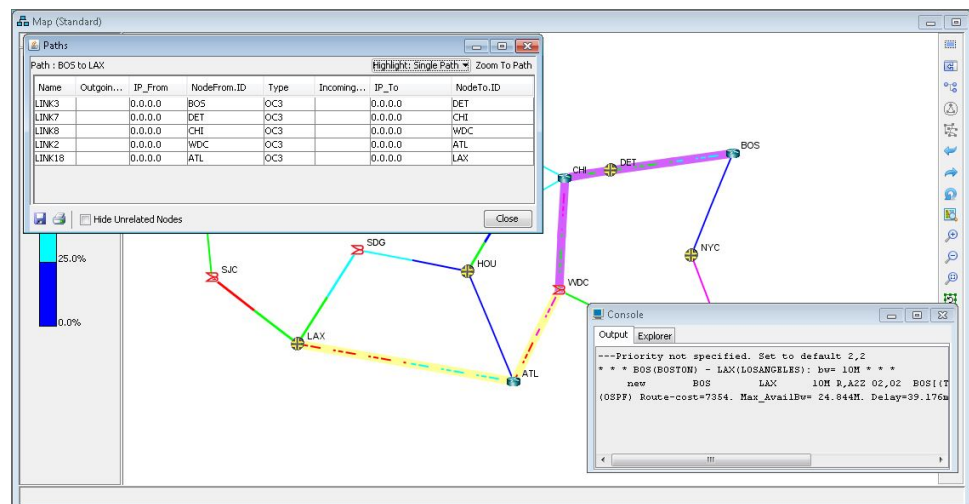 Map (Standard)
Paths
Path : BOS to LAX
Highlight: Single Path
Zoom To Path
Name Outgoin... IP_From NodeFrom.ID Type Incoming... IP_To NodeTo.ID
LINK3 0.0.0.0 BOS OC3 0.0.0.0 DET
LINK7 0.0.0.0 DET OC3 0.0.0.0 CHI
LINK8 0.0.0.0 CHI OC3 0.0.0.0 WDC
LINK2 0.0.0.0 WDC OC3 0.0.0.0 ATL
LINK18 0.0.0.0 ATL OC3 0.0.0.0 LAX
Hide Unrelated Nodes
Close
25.0%
0.0%
BOS
DET
CHI
NYC
SDG
HOU
SJC
WDC
LAX
ATL
Console
Output Explorer
---Priority not specified. Set to default 2,2
* * * BOS(BOSTON) - LAX(LOSANGELES): bw= 10M * * *
new BOS LAX 10M R,A2Z 02,02 BOS[(T
(OSPF) Route-cost=7354. Max_AvailBw= 24.844M. Delay=39.176m